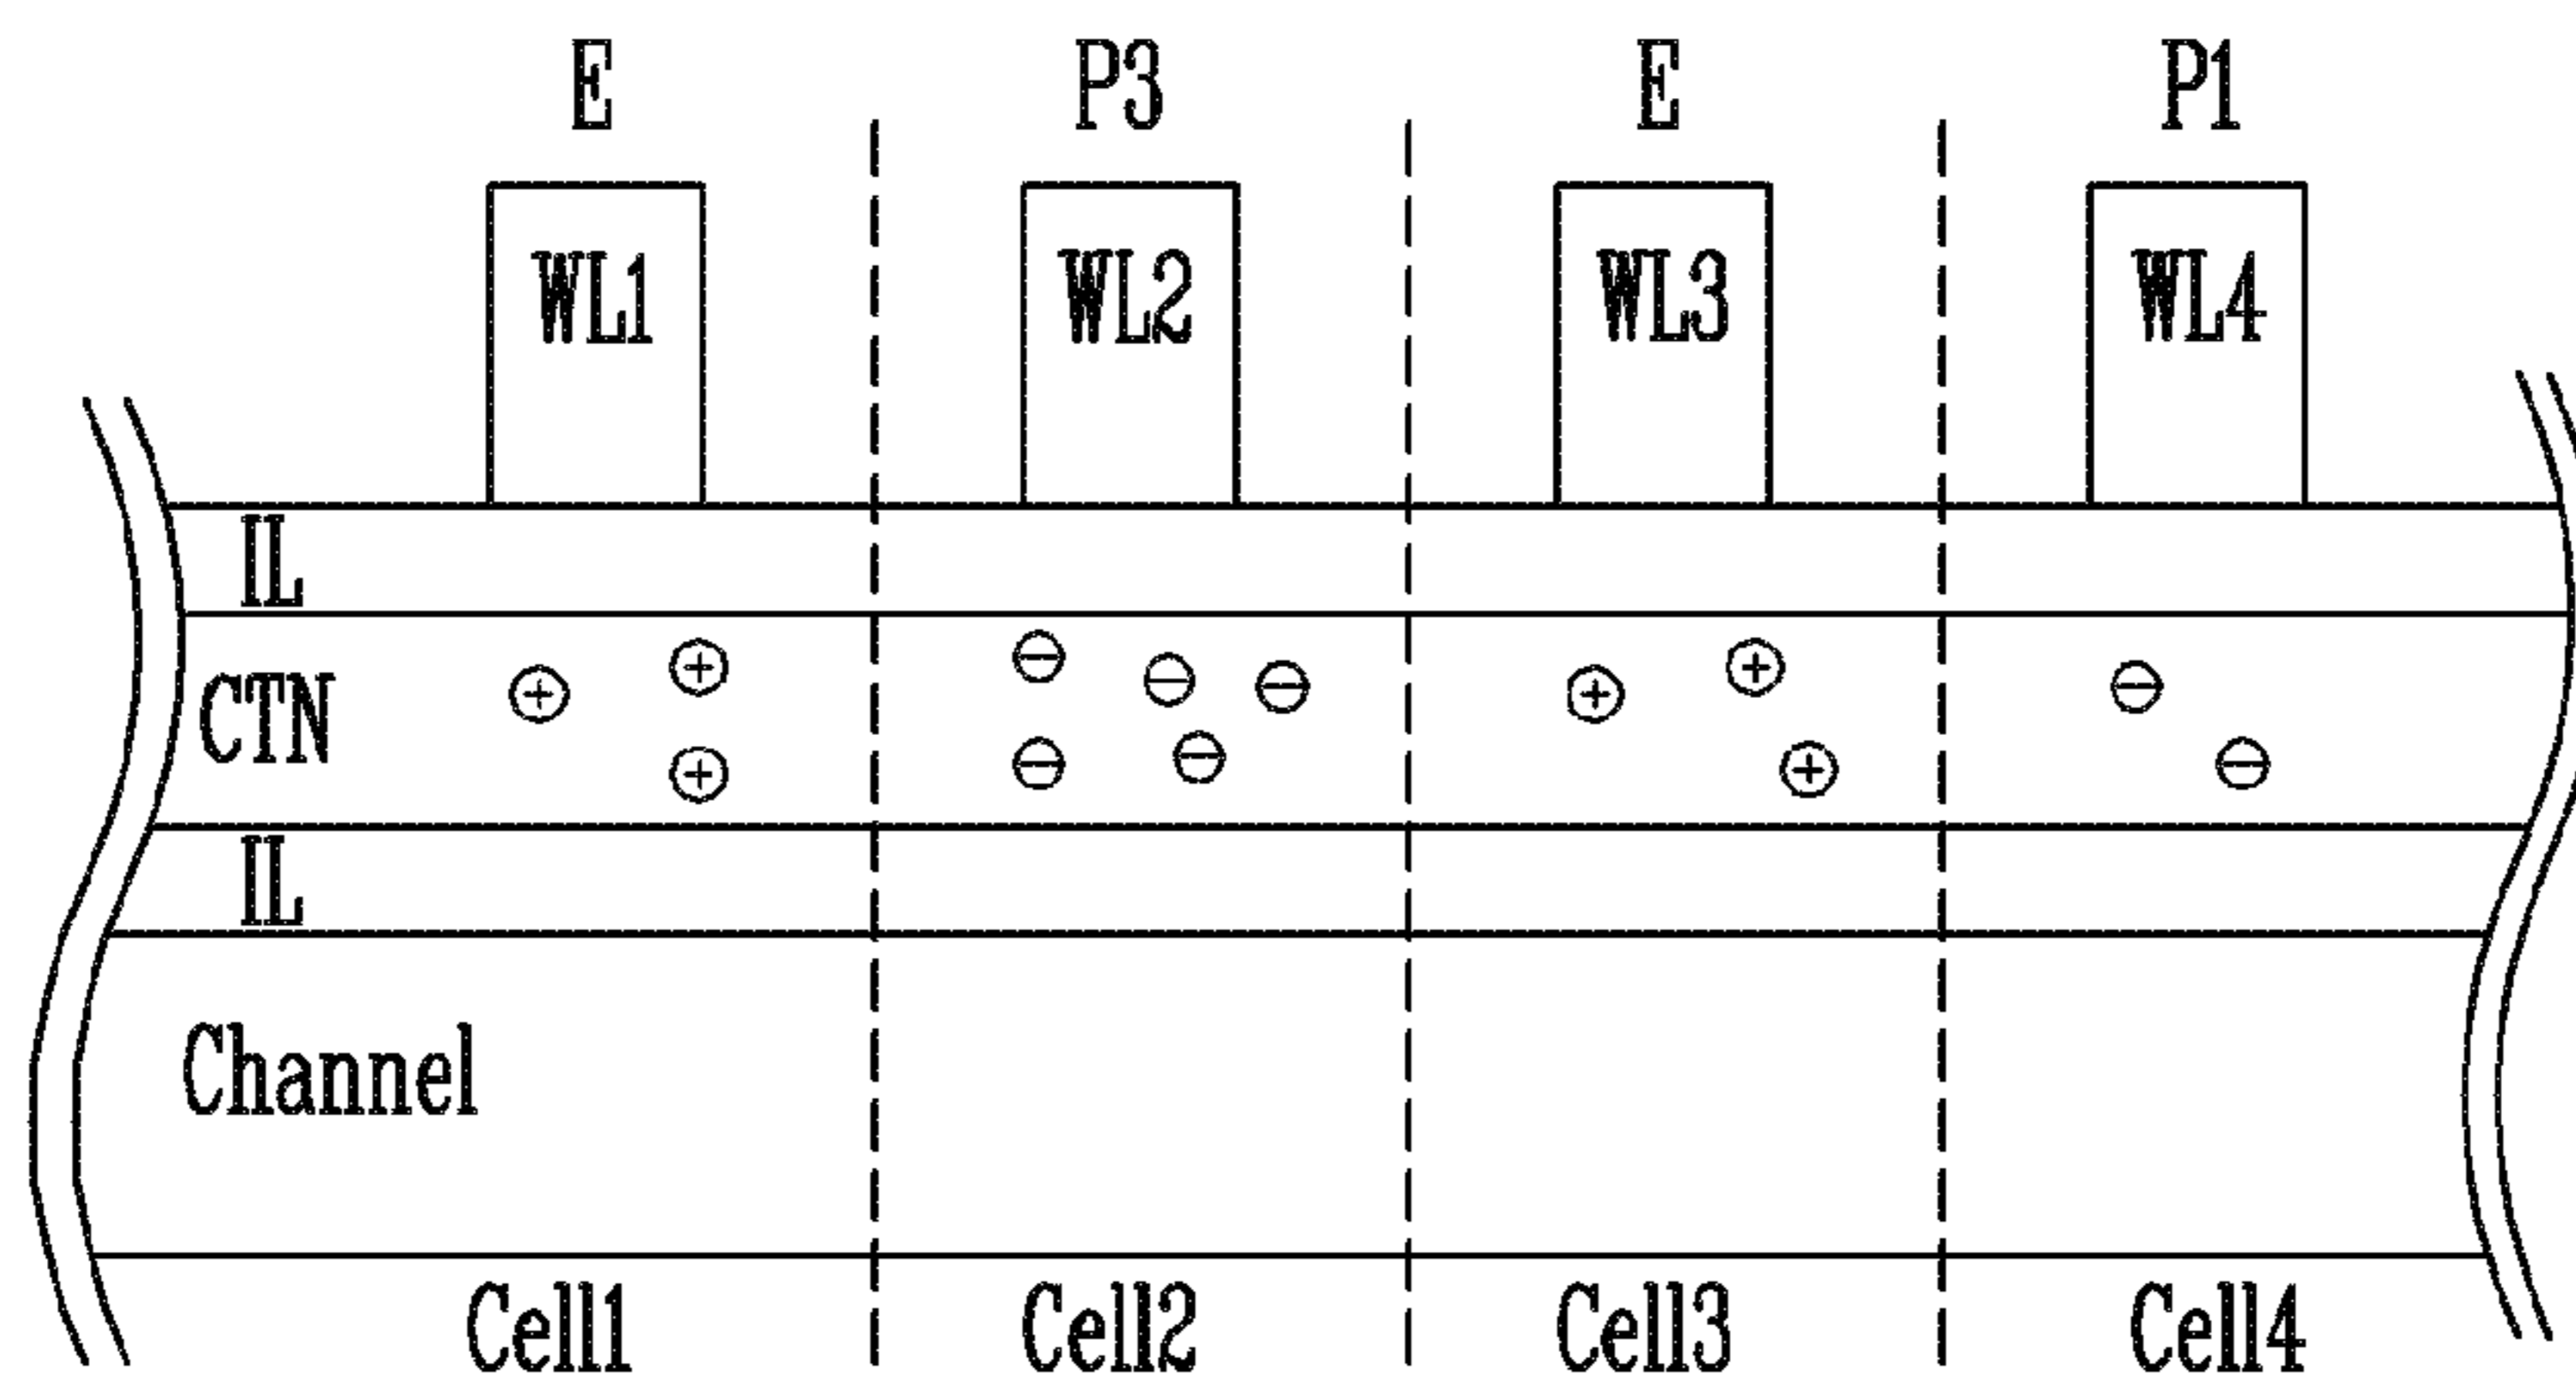 E P3 E P1
WL1 WL2 WL3 WL4
IL
CTN
IL
Channel
Cell1 Cell2 Cell3 Cell4